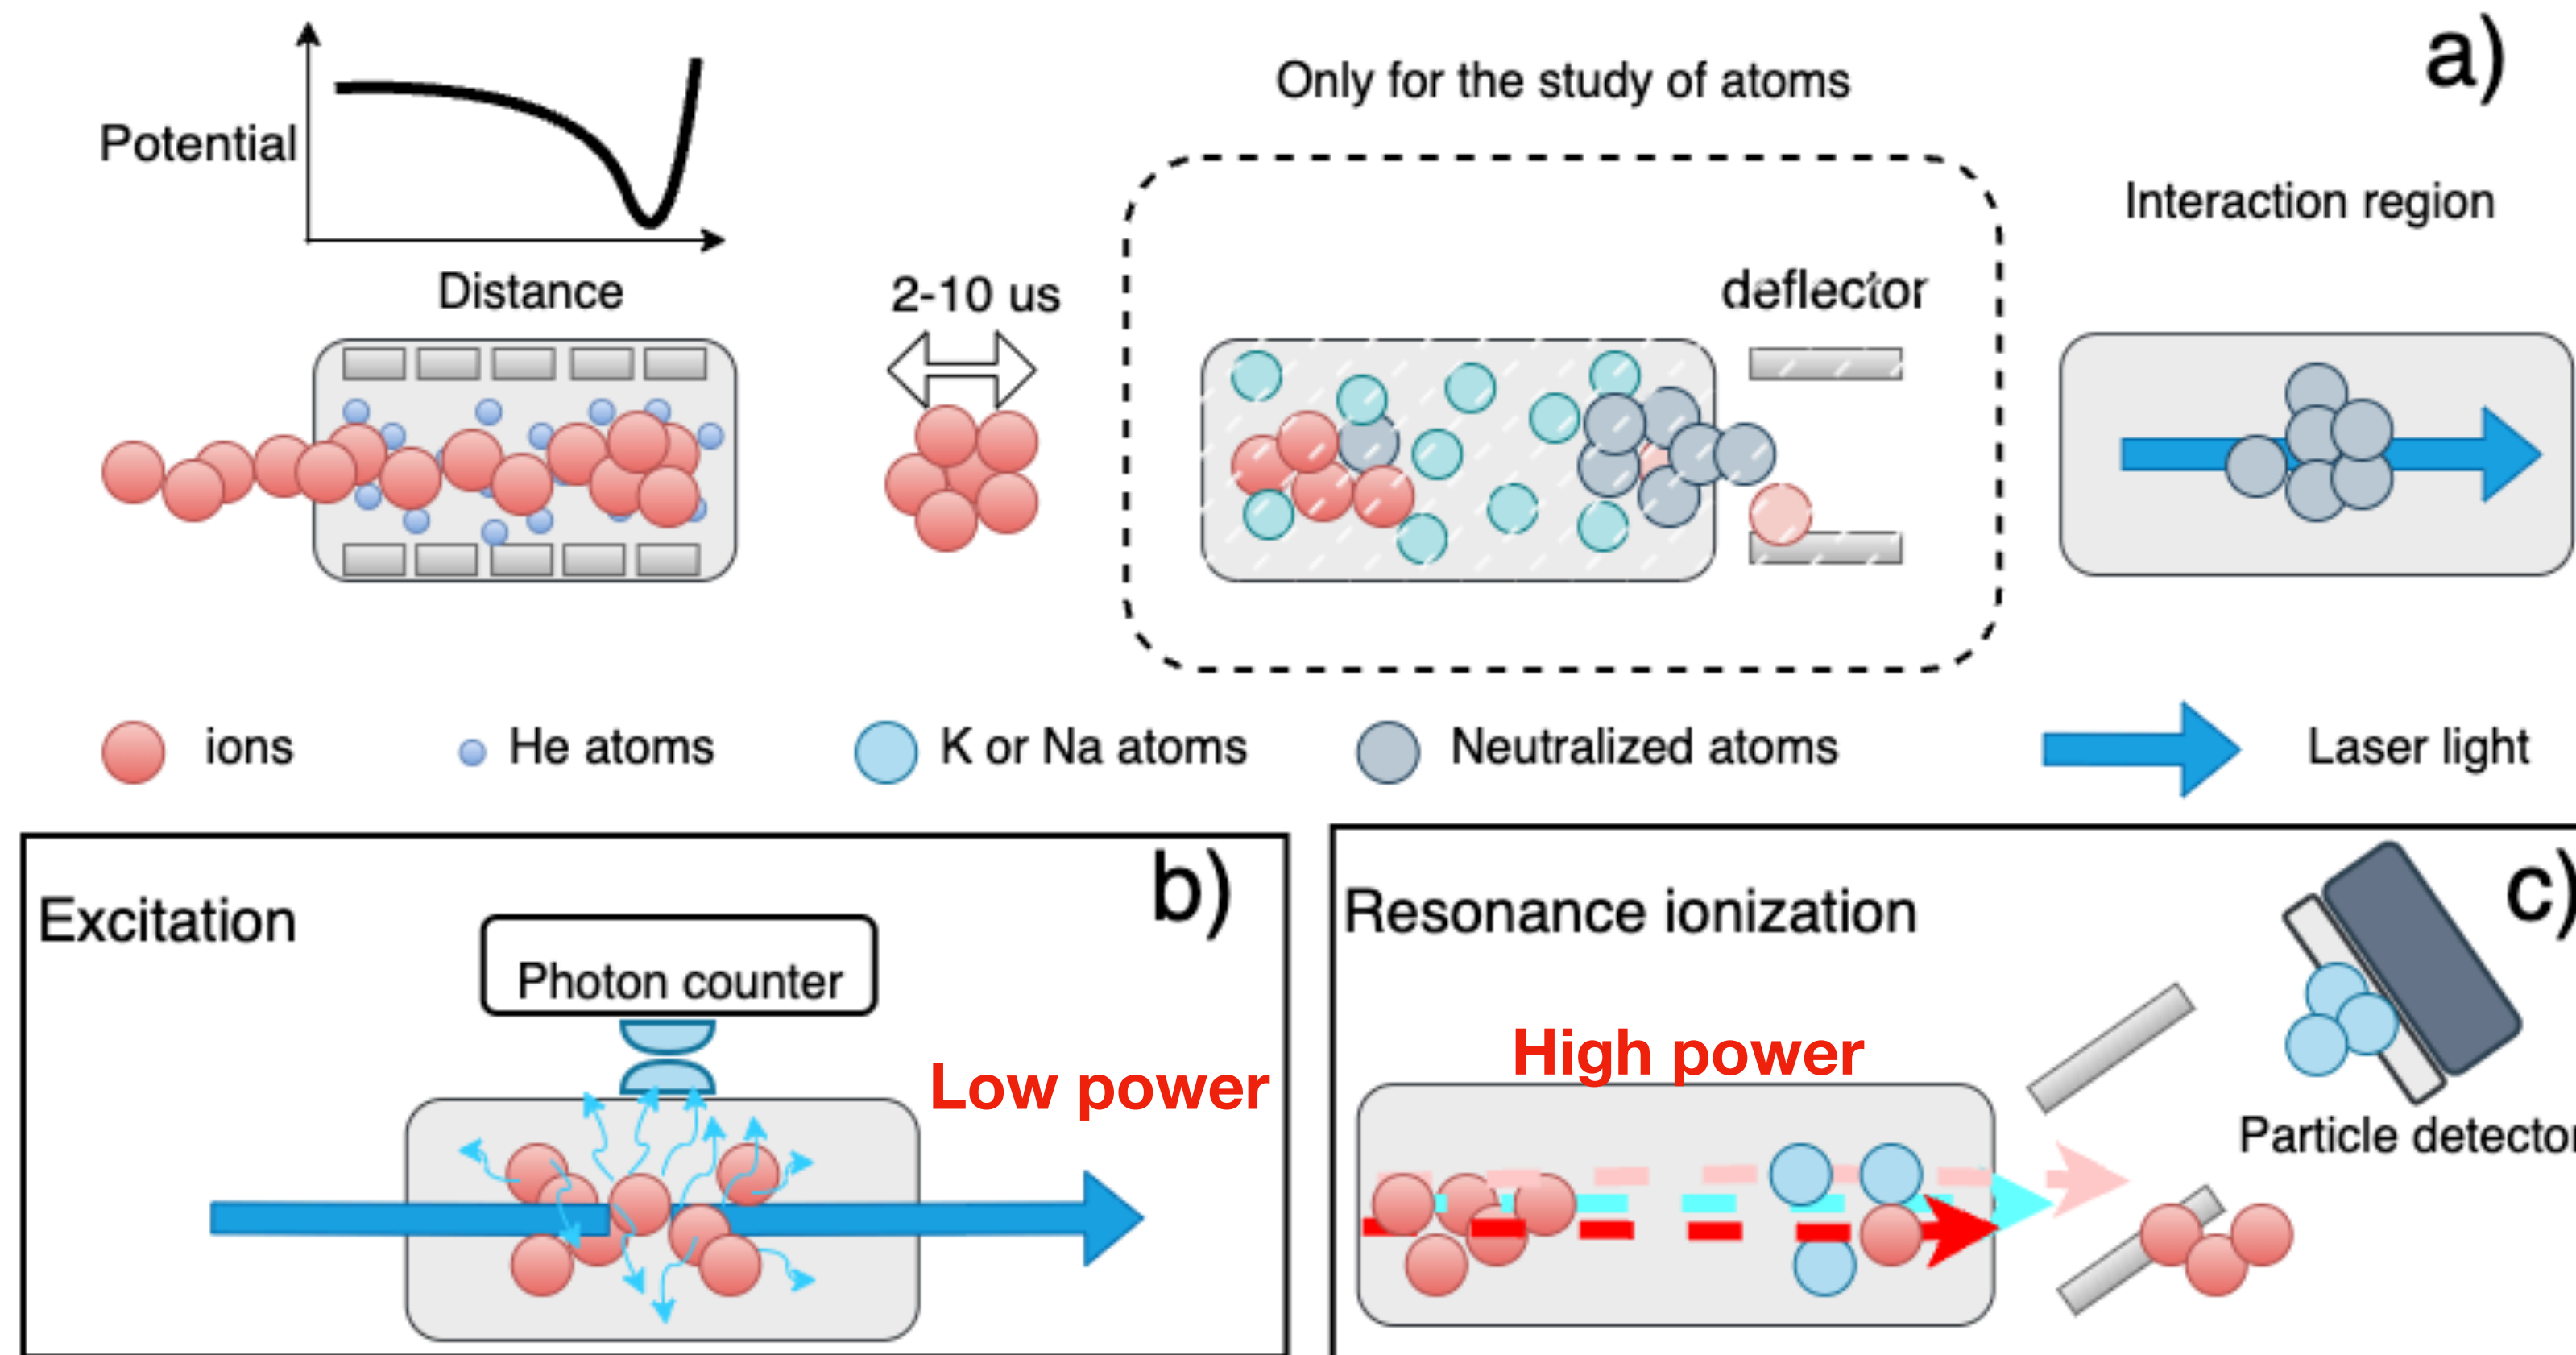 a)
Only for the study of atoms
Potential
Interaction region
Distance
2-10 us
deflector
ions
He atoms
K or Na atoms
Neutralized atoms
Laser light
b)
Excitation
Photon counter
Low power
c)
Resonance ionization
High power
Particle detector